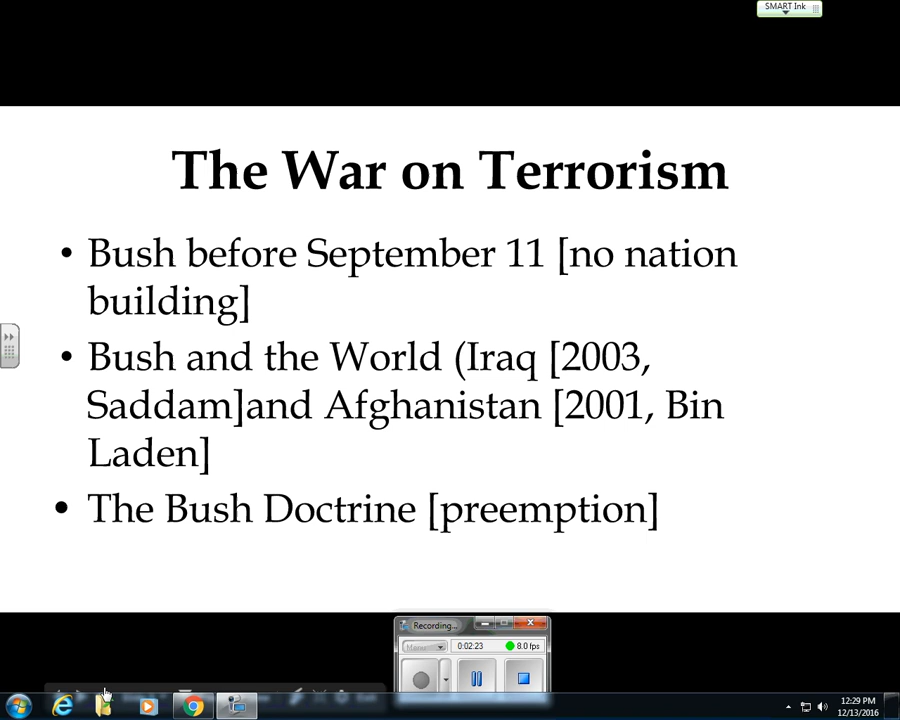 SMART Ink
The War on Terrorism
• Bush before September 11 [no nation
building]
• Bush and the World (Iraq [2003,
Saddam]and Afghanistan [2001, Bin
Laden]
• The Bush Doctrine [preemption]
Recording...
0:02:23 8.0 fps
12:29 PM
12/13/2016